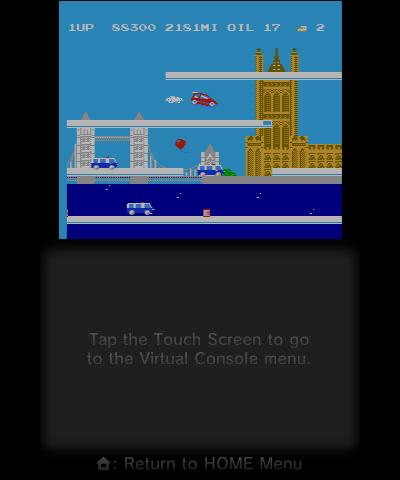 1UP 88300 2181MI OIL 17 2
Tap the Touch Screen to go
to the Virtual Console menu.
: Return to HOME Menu